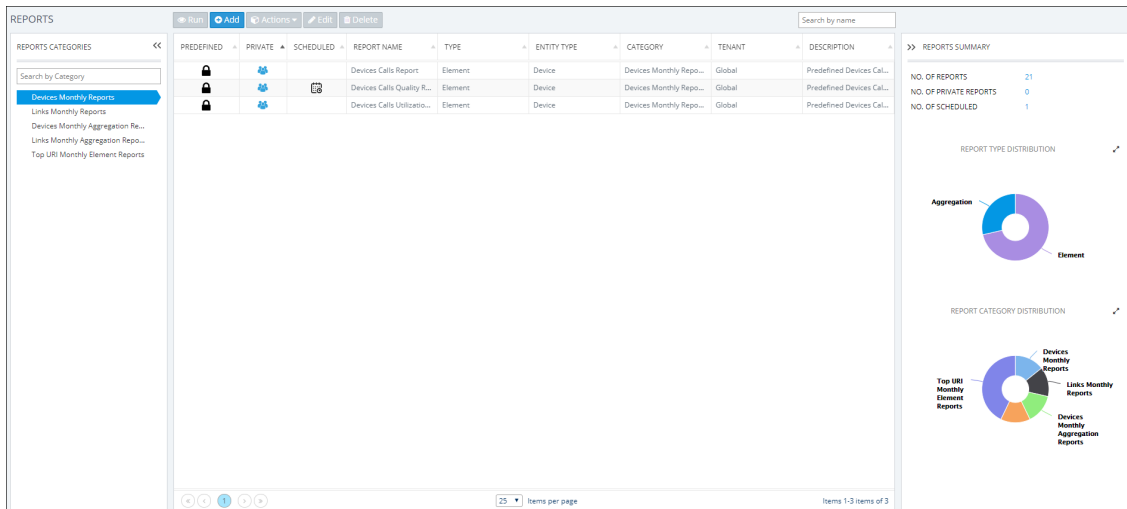 REPORTS
Run Add Actions Edit Delete
Search by name
REPORTS CATEGORIES
Search by Category
Devices Monthly Reports
Links Monthly Reports
Devices Monthly Aggregation Re...
Links Monthly Aggregation Repo...
Top URI Monthly Element Reports
PREDEFINED PRIVATE SCHEDULED REPORT NAME TYPE ENTITY TYPE CATEGORY TENANT DESCRIPTION
Devices Calls Report Element Device Devices Monthly Repo... Global Predefined Devices Cal...
Devices Calls Quality R... Element Device Devices Monthly Repo... Global Predefined Devices Cal...
Devices Calls Utilizatio... Element Device Devices Monthly Repo... Global Predefined Devices Cal...
1
25 Items per page
Items 1-3 items of 3
REPORTS SUMMARY
NO. OF REPORTS 21
NO. OF PRIVATE REPORTS 0
NO. OF SCHEDULED 1
REPORT TYPE DISTRIBUTION
Aggregation
Element
REPORT CATEGORY DISTRIBUTION
Devices
Monthly
Reports
Links Monthly
Reports
Devices
Monthly
Aggregation
Reports
Top URI
Monthly
Element
Reports